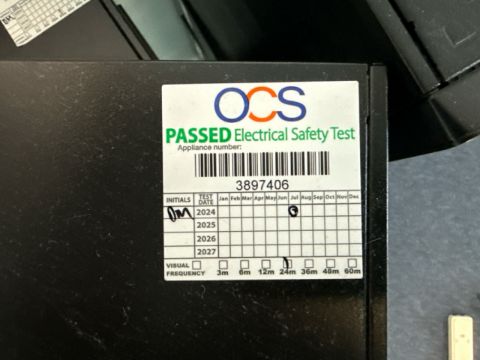 OCS
PASSED Electrical Safety Test
Appliance number:
3897406
INITIALS TEST DATE Jan Feb Mar Apr May Jun Jul Aug Sep Oct Nov Dec
2024
2025
2026
2027
VISUAL
FREQUENCY 3m 6m 12m 24m 36m 48m 60m